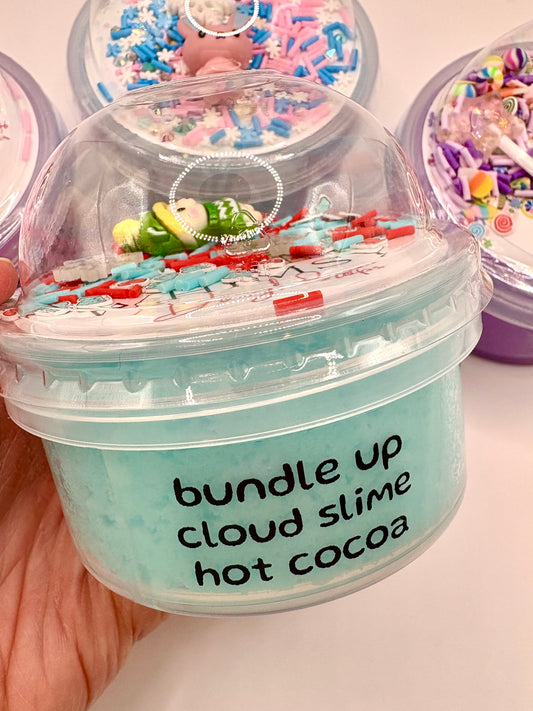 bundle up
cloud slime
hot cocoa